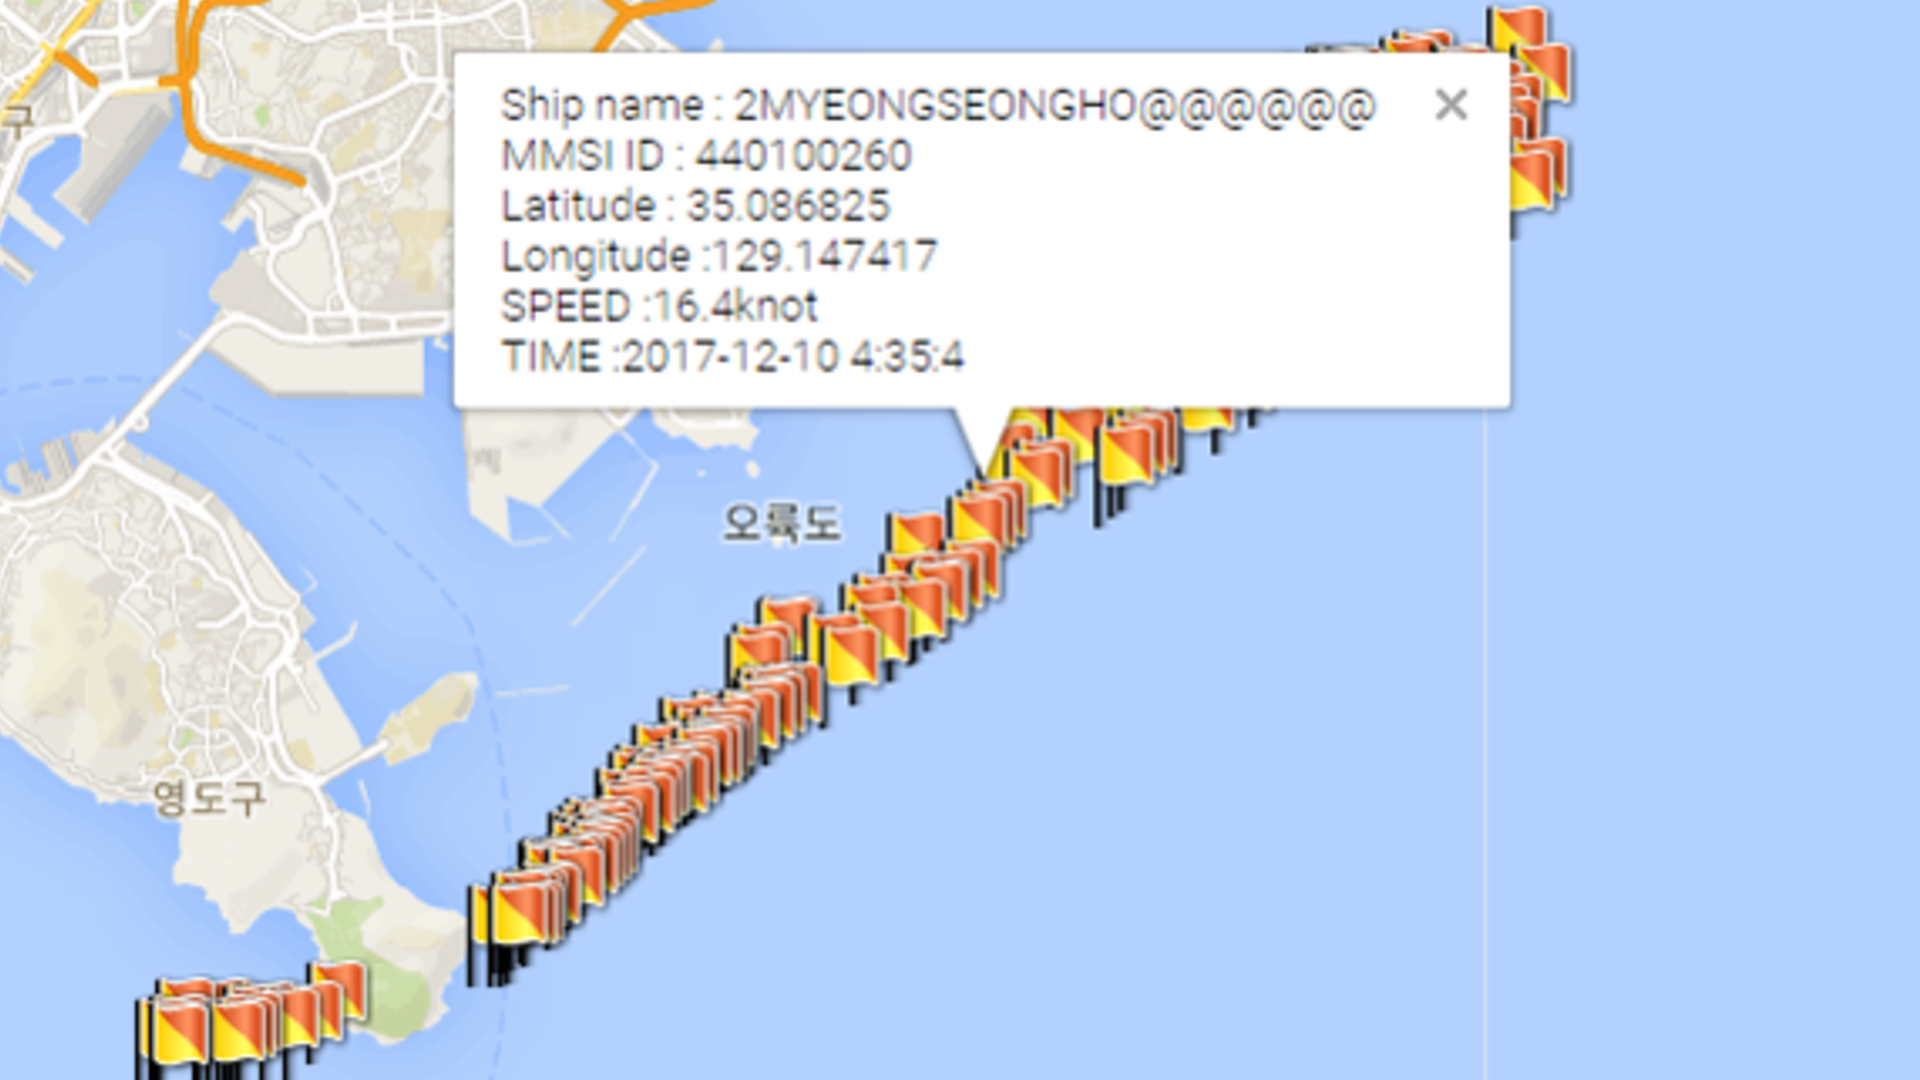 구
Ship name : 2MYEONGSEONGHO@@@@@@
MMSI ID : 440100260
Latitude : 35.086825
Longitude :129.147417
SPEED :16.4knot
TIME :2017-12-10 4:35:4
오륙도
영도구